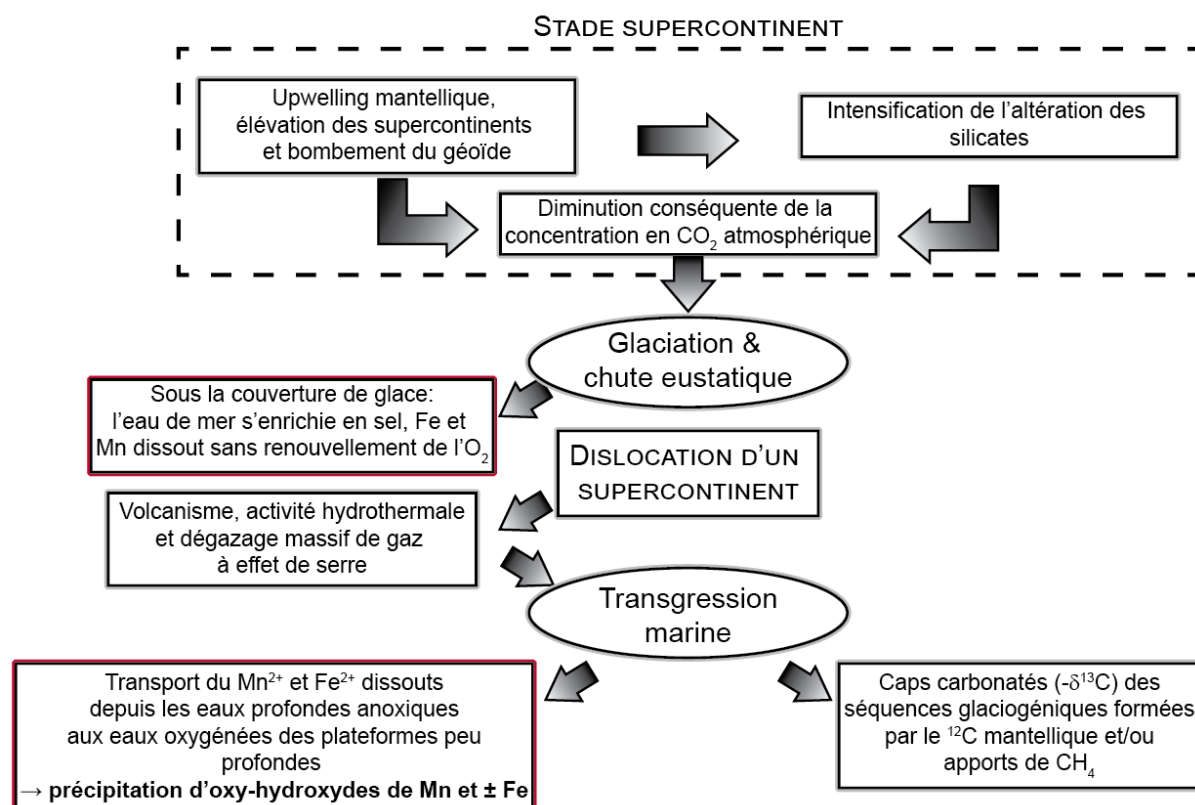 STADE SUPERCONTINENT
Upwelling mantellique,
élévation des supercontinents
et bombement du géoïde
Intensification de l'altération des
silicates
Diminution conséquente de la
concentration en CO₂ atmosphérique
Glaciation &
chute eustatique
Sous la couverture de glace:
l'eau de mer s'enrichie en sel, Fe et
Mn dissout sans renouvellement de l'O₂
DISLOCATION D'UN
SUPERCONTINENT
Volcanisme, activité hydrothermale
et dégazage massif de gaz
à effet de serre
Transgression
marine
Transport du Mn²⁺ et Fe²⁺ dissouts
depuis les eaux profondes anoxiques
aux eaux oxygénées des plateformes peu
profondes
→ précipitation d'oxy-hydroxydes de Mn et ± Fe
Caps carbonatés (-δ¹³C) des
séquences glaciogéniques formées
par le ¹²C mantellique et/ou
apports de CH₄